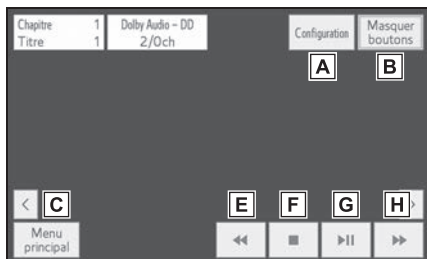 Chapitre 1
Titre 1
Dolby Audio – DD
2/0ch
Configuration
Masquer
boutons
A
B
C
E
F
G
H
Menu
principal